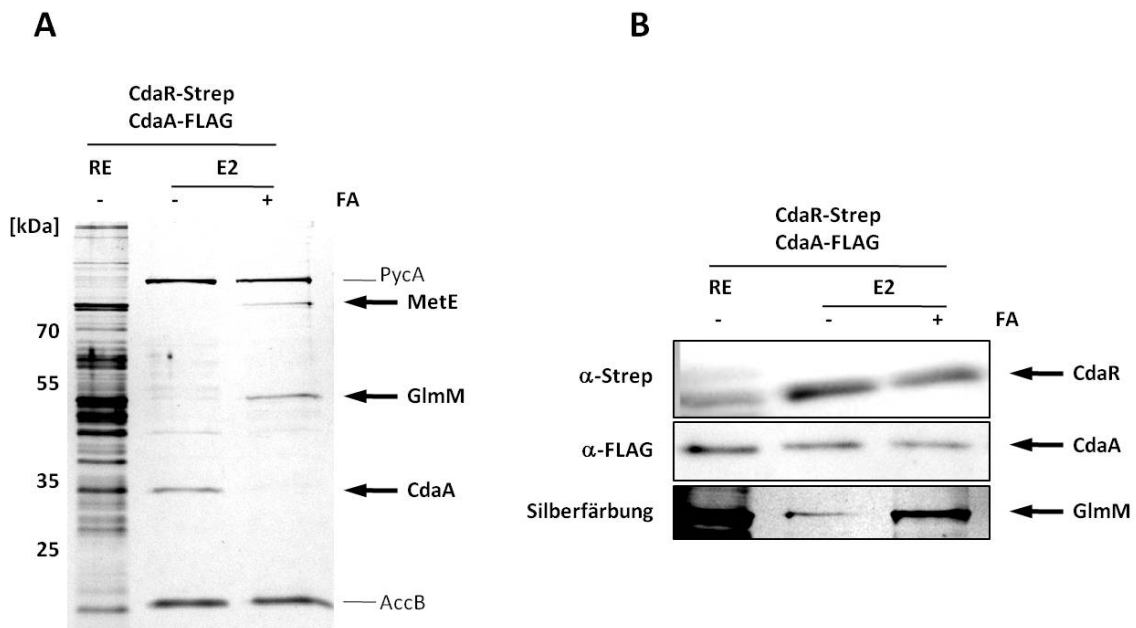 A
CdaR-Strep
CdaA-FLAG
RE
E2
-
-
+
FA
[kDa]
PycA
MetE
70
55
GlmM
35
CdaA
25
AccB
B
CdaR-Strep
CdaA-FLAG
RE
E2
-
-
+
FA
α-Strep
CdaR
α-FLAG
CdaA
Silberfärbung
GlmM